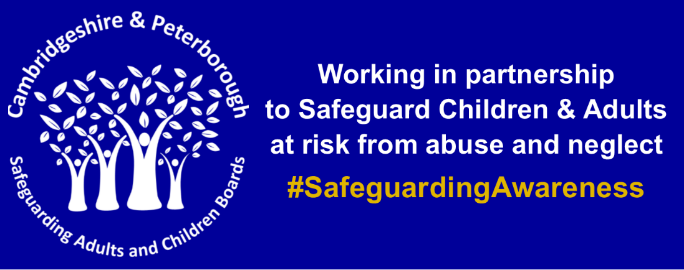 Cambridgeshire & Peterborough
Safeguarding Adults and Children Boards
Working in partnership
to Safeguard Children & Adults
at risk from abuse and neglect
#SafeguardingAwareness